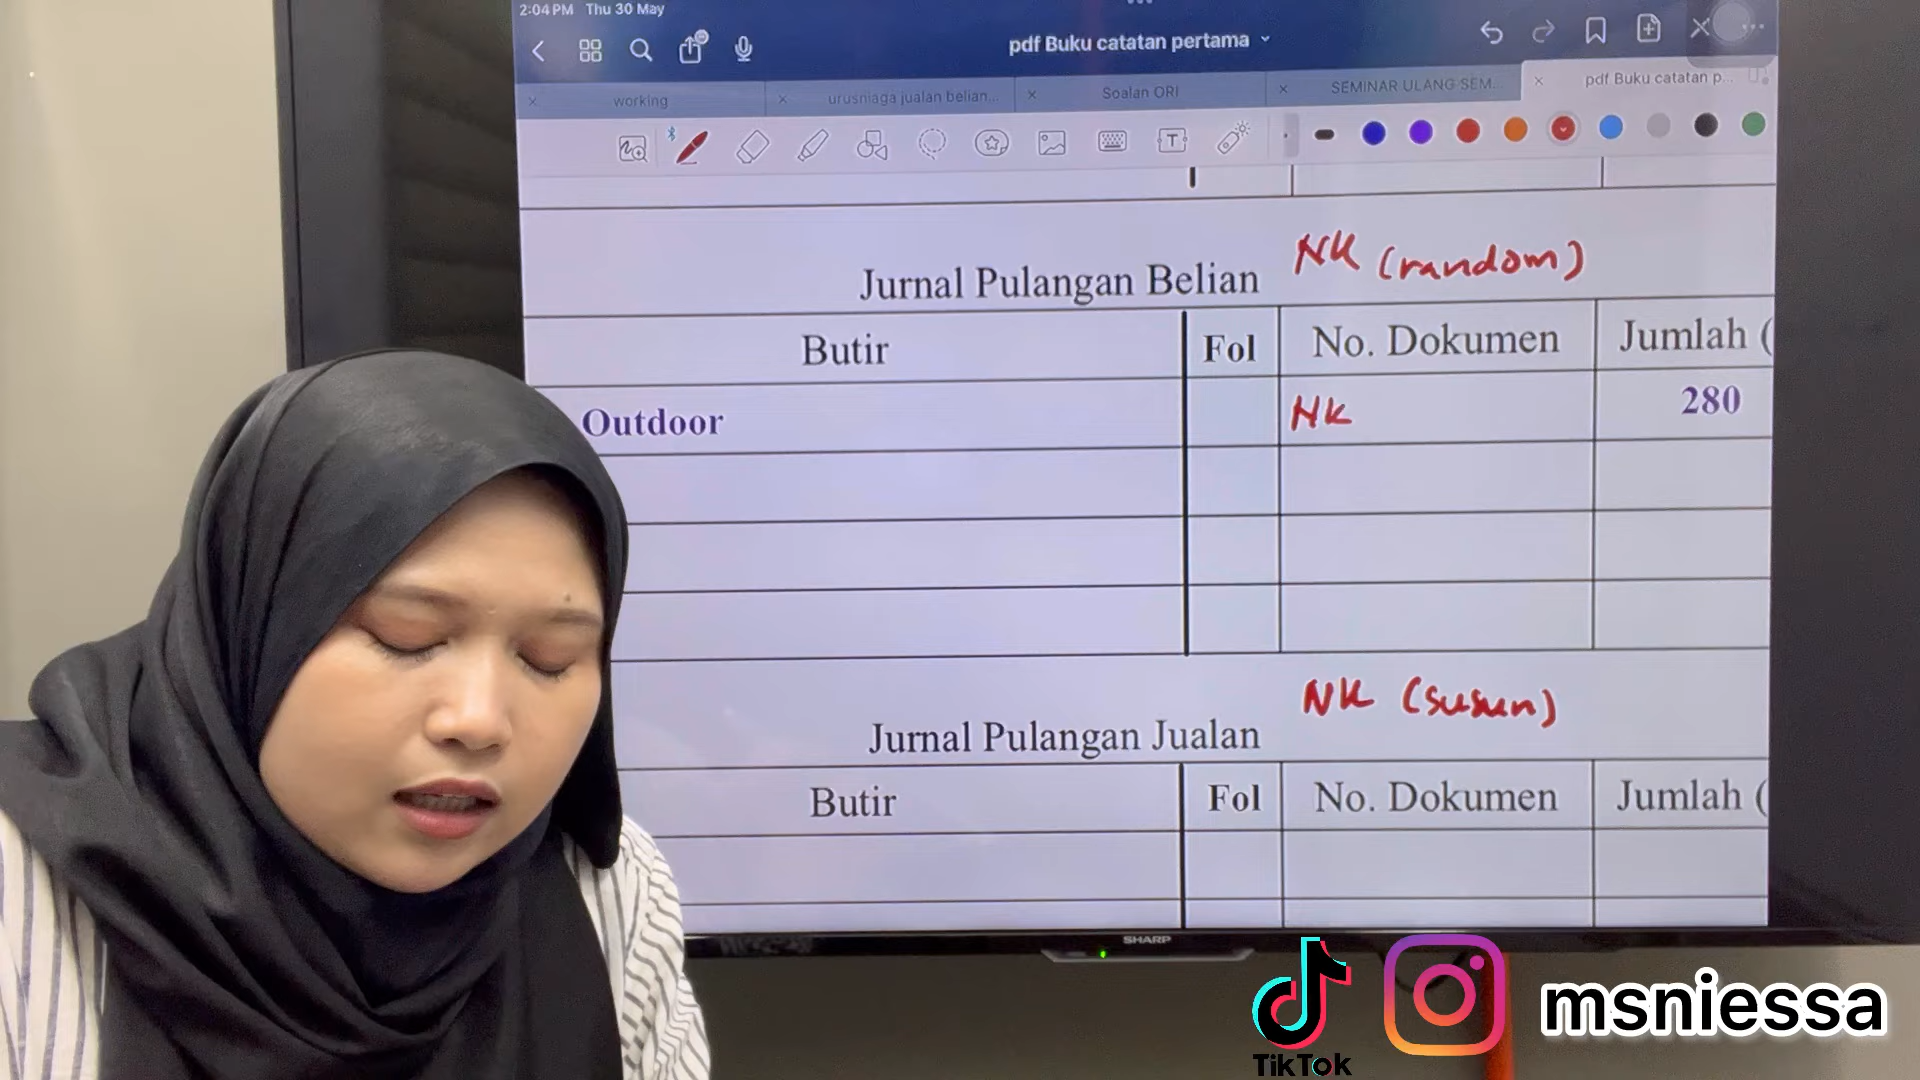 2:04 PM Thu 30 May
pdf Buku catatan pertama
working
urusniaga jualan belian...
Soalan ORI
SEMINAR ULANG SEM...
pdf Buku catatan p...
Jurnal Pulangan Belian NK (random)
Butir Fol No. Dokumen Jumlah (
Outdoor NK 280
Jurnal Pulangan Jualan NK (susun)
Butir Fol No. Dokumen Jumlah (
SHARP
TikTok
msniessa